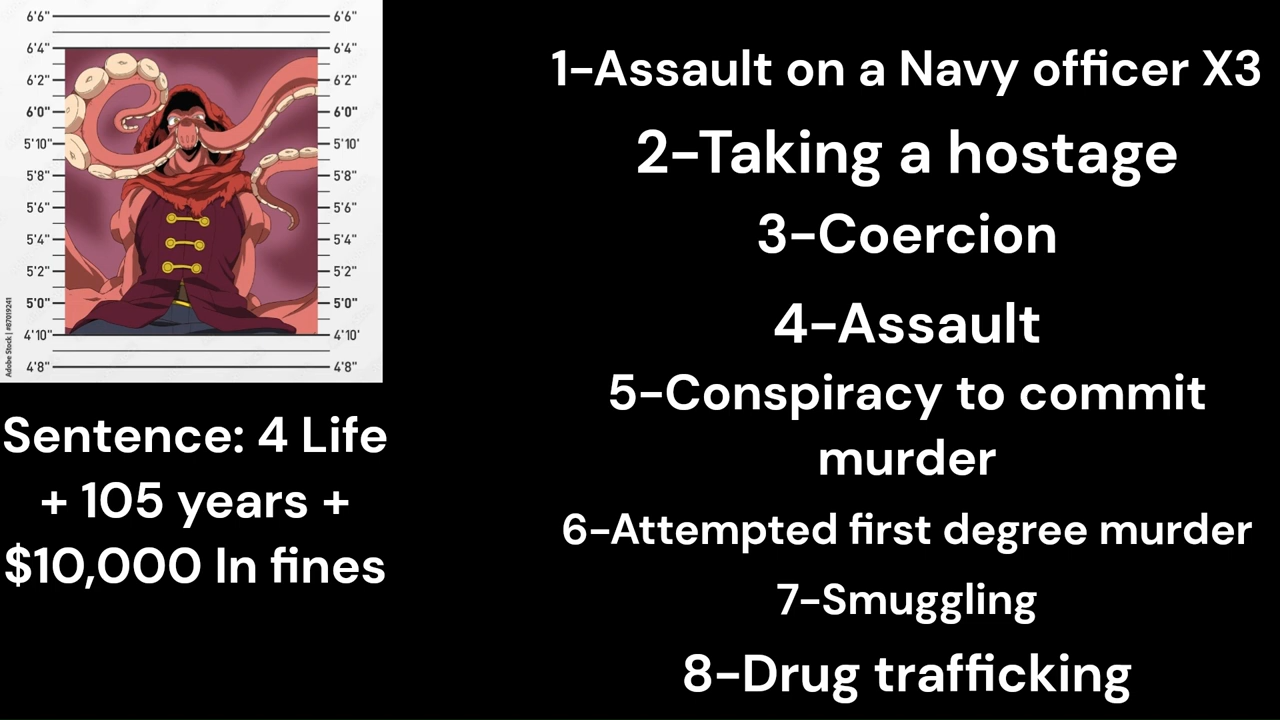 6'6" 6'6"
6'4" 6'4"
6'2" 6'2"
6'0" 6'0"
5'10" 5'10'
5'8" 5'8"
5'6" 5'6"
5'4" 5'4"
5'2" 5'2"
5'0" 5'0"
4'10" 4'10'
4'8" 4'8"
Adobe Stock | #87019241
Sentence: 4 Life
+ 105 years +
$10,000 In fines
1-Assault on a Navy officer X3
2-Taking a hostage
3-Coercion
4-Assault
5-Conspiracy to commit
murder
6-Attempted first degree murder
7-Smuggling
8-Drug trafficking